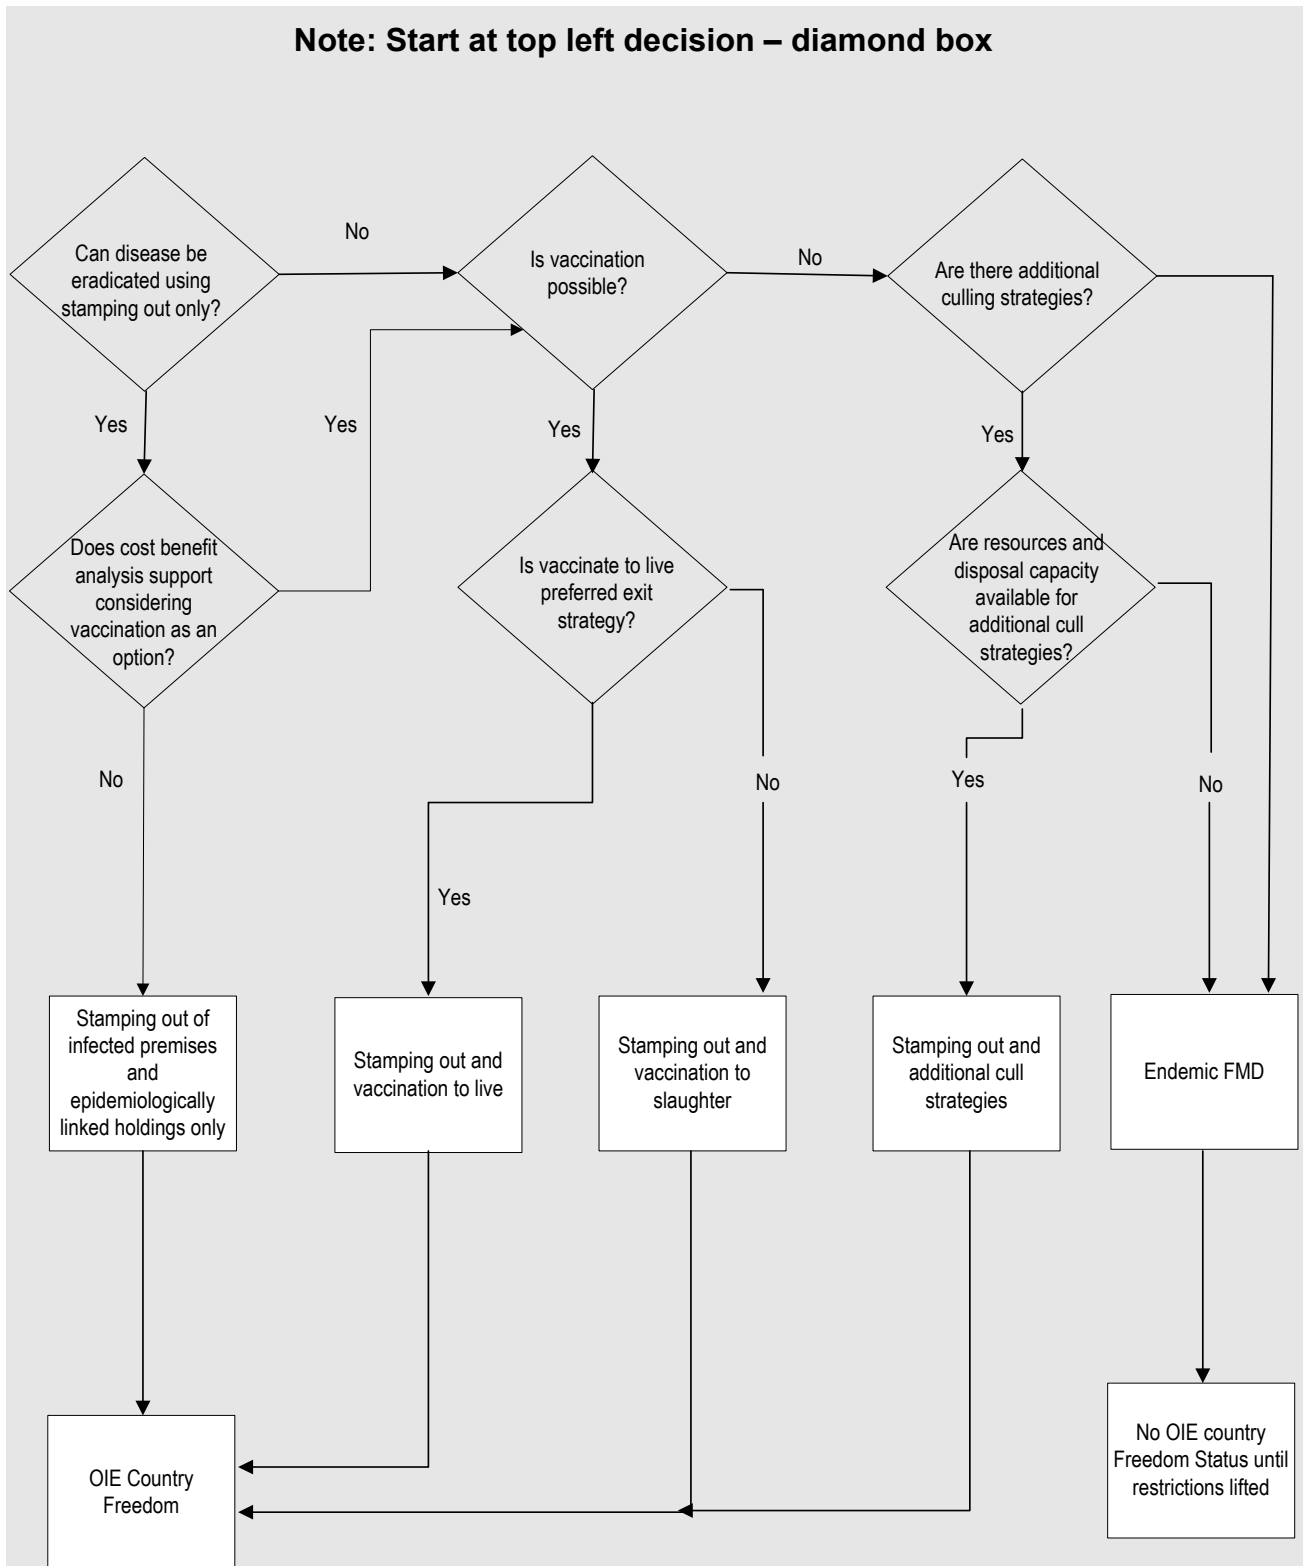 Note: Start at top left decision – diamond box
Can disease be
eradicated using
stamping out only?
No
Is vaccination
possible?
No
Are there additional
culling strategies?
Yes
Yes
Yes
Yes
Does cost benefit
analysis support
considering
vaccination as an
option?
Is vaccinate to live
preferred exit
strategy?
Are resources and
disposal capacity
available for
additional cull
strategies?
No
No
Yes
No
Yes
Stamping out of
infected premises
and
epidemiologically
linked holdings only
Stamping out and
vaccination to live
Stamping out and
vaccination to
slaughter
Stamping out and
additional cull
strategies
Endemic FMD
OIE Country
Freedom
No OIE country
Freedom Status until
restrictions lifted